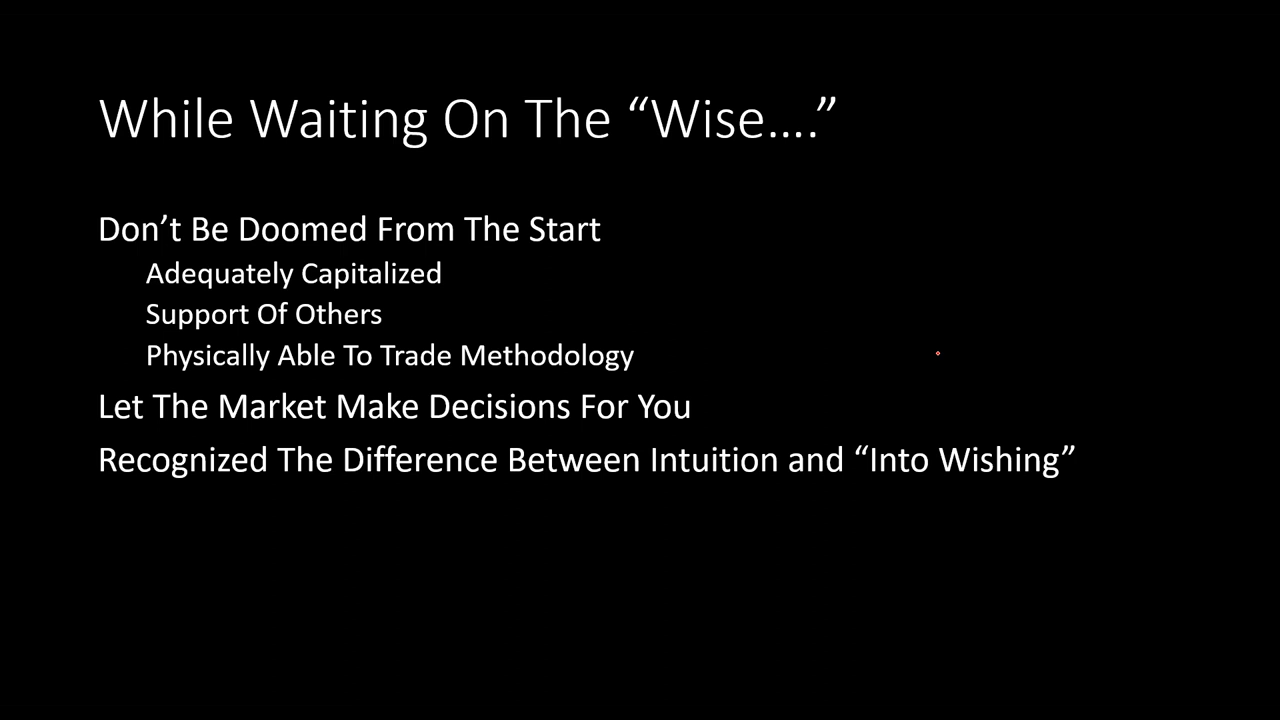 While Waiting On The “Wise….”
Don’t Be Doomed From The Start
Adequately Capitalized
Support Of Others
Physically Able To Trade Methodology
Let The Market Make Decisions For You
Recognized The Difference Between Intuition and “Into Wishing”